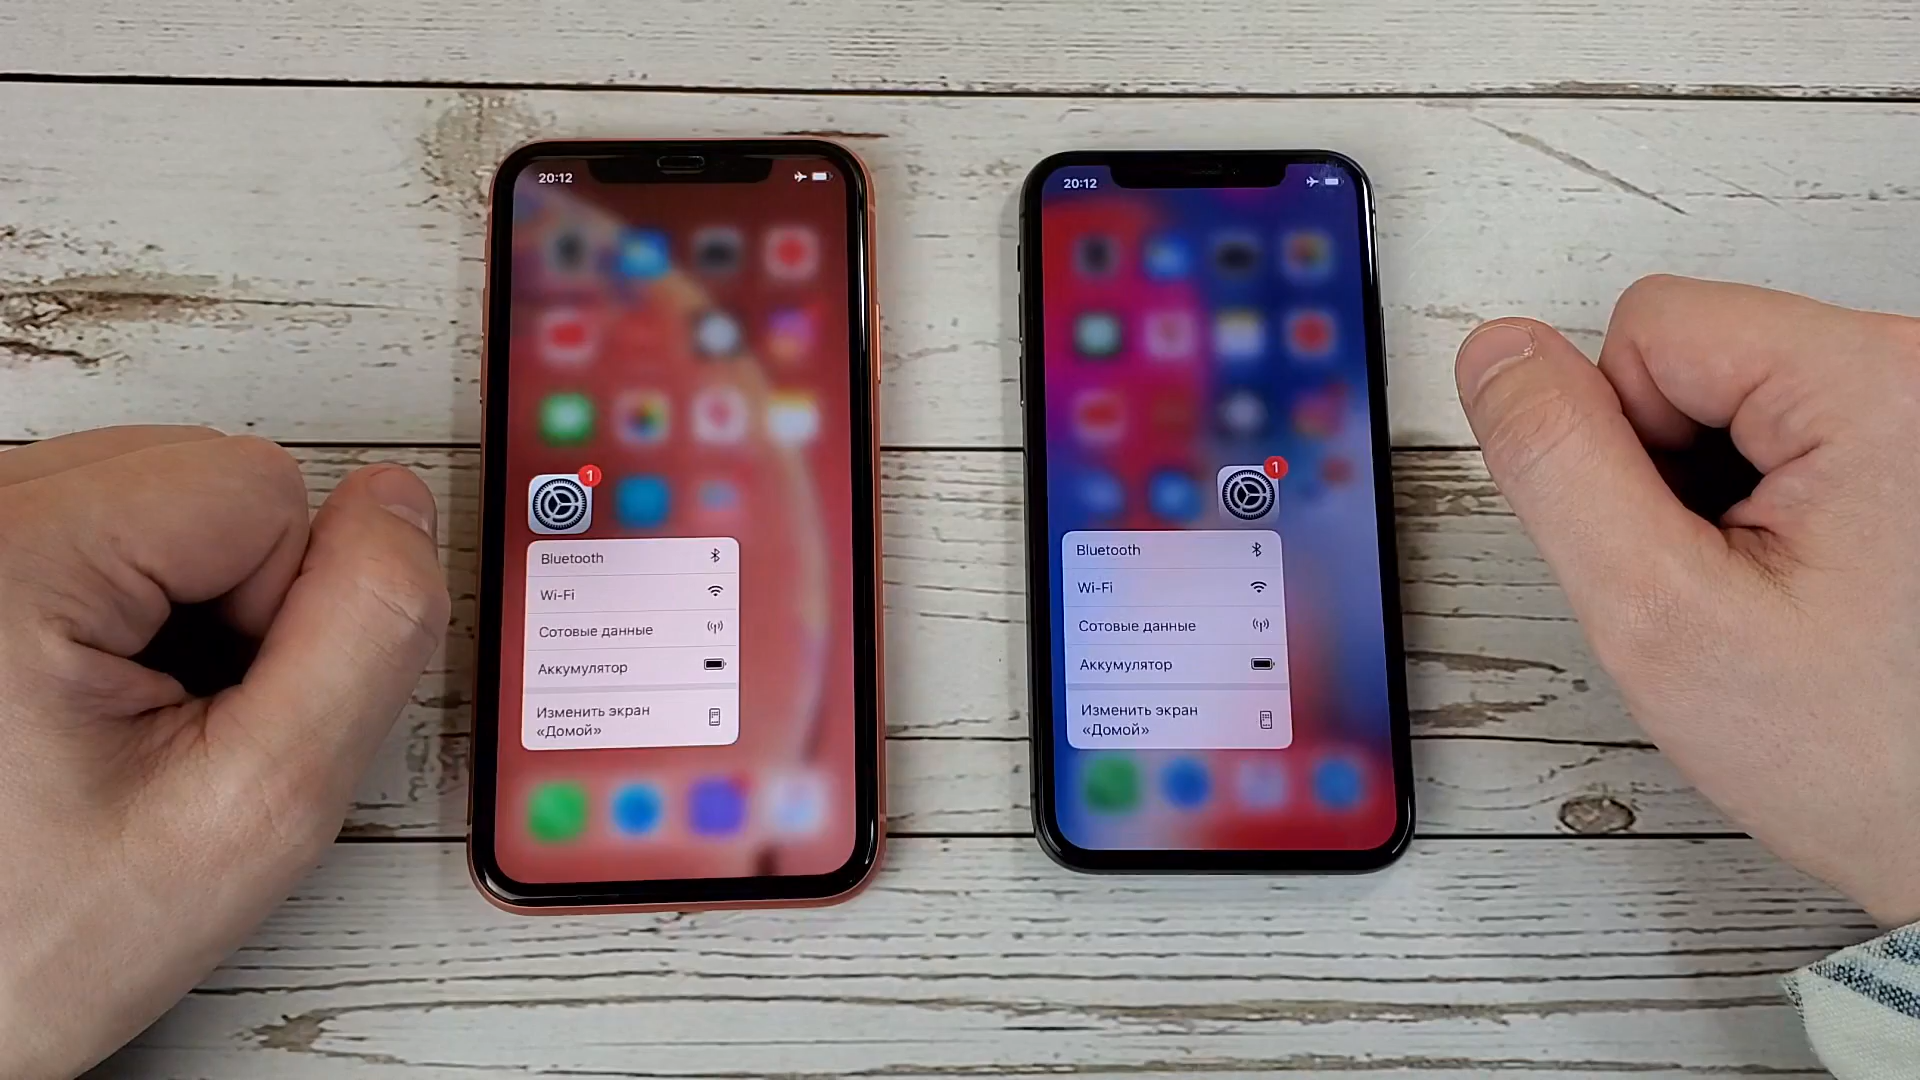 20:12
1
Bluetooth
Wi-Fi
Сотовые данные
Аккумулятор
Изменить экран
«Домой»
20:12
1
Bluetooth
Wi-Fi
Сотовые данные
Аккумулятор
Изменить экран
«Домой»